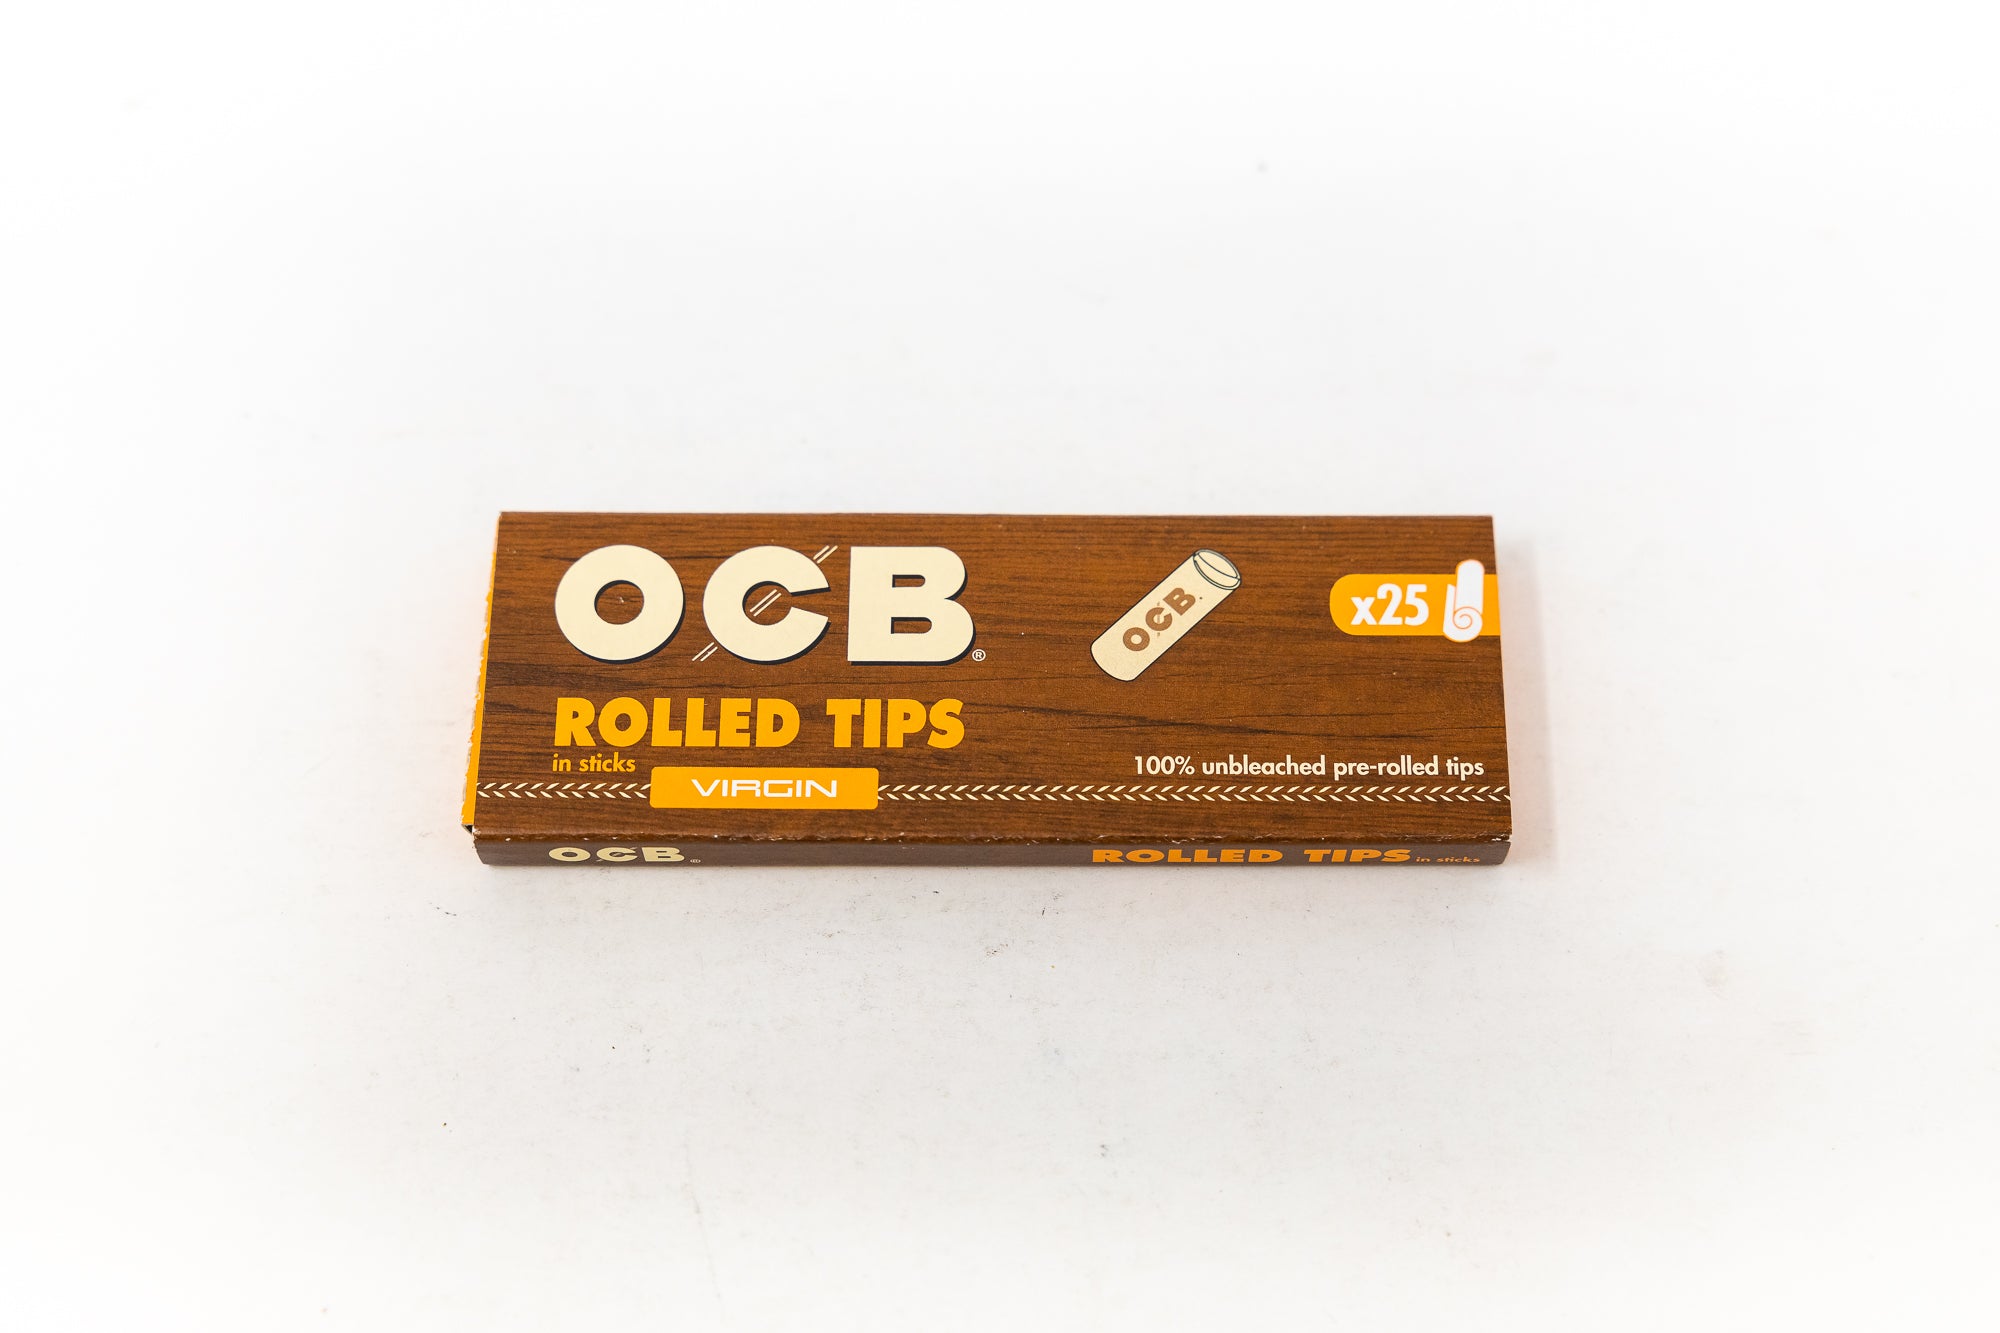 OCB®
OCB
x25
ROLLED TIPS
in sticks
VIRGIN
100% unbleached pre-rolled tips
OCB®
ROLLED TIPS in sticks